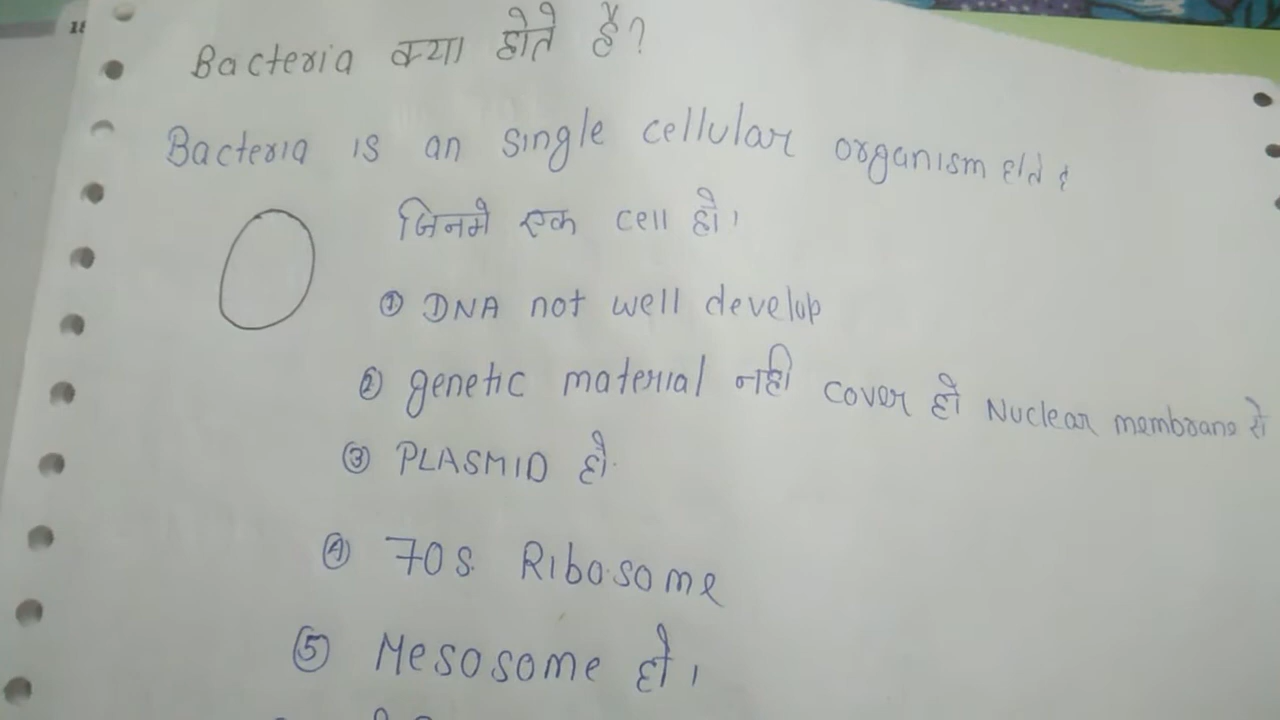 Bacteria क्या होते हैं?
Bacteria is an single cellular organism होते है
जिनमे एक cell हो।
① DNA not well develop
② genetic material नही cover हो Nuclear membrane से
③ PLASMID हो
④ 70s Ribosome
⑤ Mesosome हो।